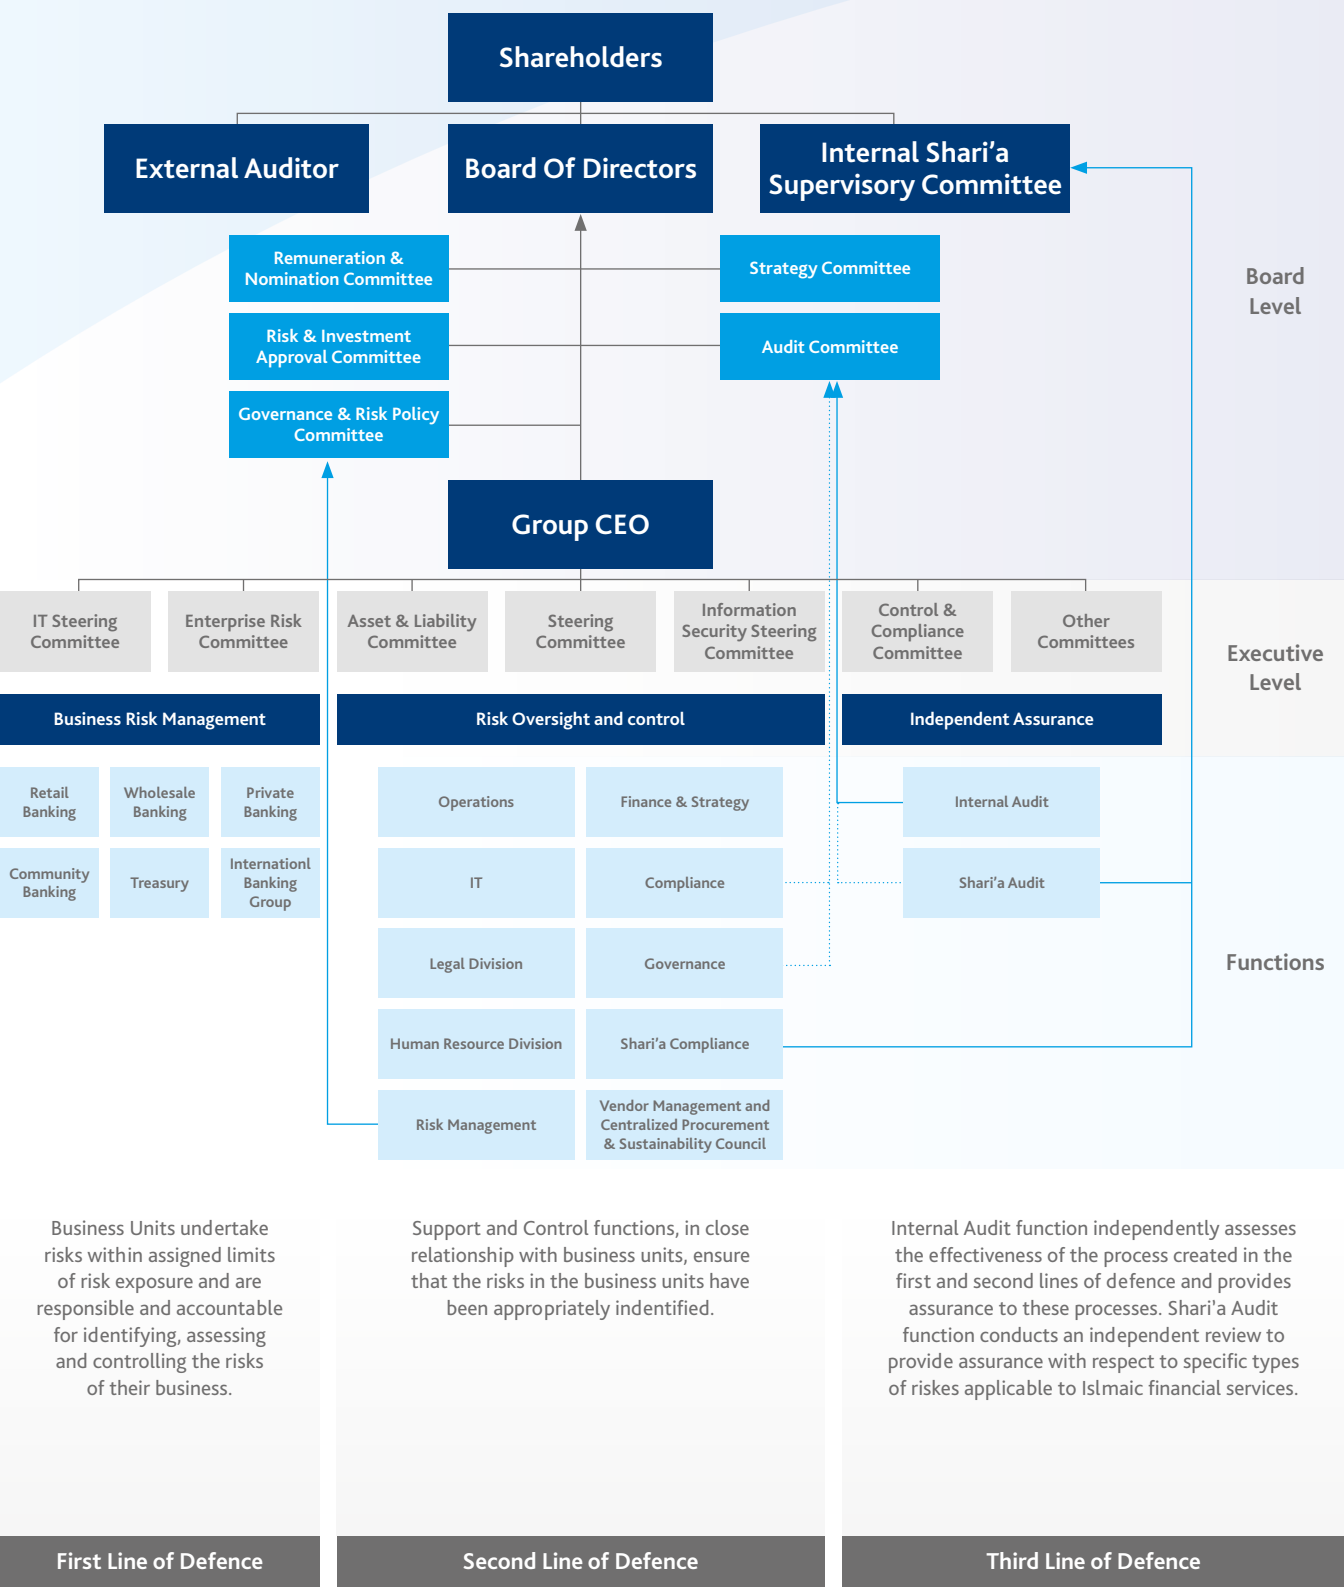 Shareholders
External Auditor
Board Of Directors
Internal Shari’a
Supervisory Committee
Remuneration &
Nomination Committee
Strategy Committee
Board
Level
Risk & Investment
Approval Committee
Audit Committee
Governance & Risk Policy
Committee
Group CEO
IT Steering
Committee
Enterprise Risk
Committee
Asset & Liability
Committee
Steering
Committee
Information
Security Steering
Committee
Control &
Compliance
Committee
Other
Committees
Executive
Level
Business Risk Management
Risk Oversight and control
Independent Assurance
Retail
Banking
Wholesale
Banking
Private
Banking
Operations
Finance & Strategy
Internal Audit
Community
Banking
Treasury
Internationl
Banking
Group
IT
Compliance
Shari’a Audit
Legal Division
Governance
Functions
Human Resource Division
Shari’a Compliance
Risk Management
Vendor Management and
Centralized Procurement
& Sustainability Council
Business Units undertake
risks within assigned limits
of risk exposure and are
responsible and accountable
for identifying, assessing
and controlling the risks
of their business.
Support and Control functions, in close
relationship with business units, ensure
that the risks in the business units have
been appropriately indentified.
Internal Audit function independently assesses
the effectiveness of the process created in the
first and second lines of defence and provides
assurance to these processes. Shari’a Audit
function conducts an independent review to
provide assurance with respect to specific types
of riskes applicable to Islmaic financial services.
First Line of Defence
Second Line of Defence
Third Line of Defence